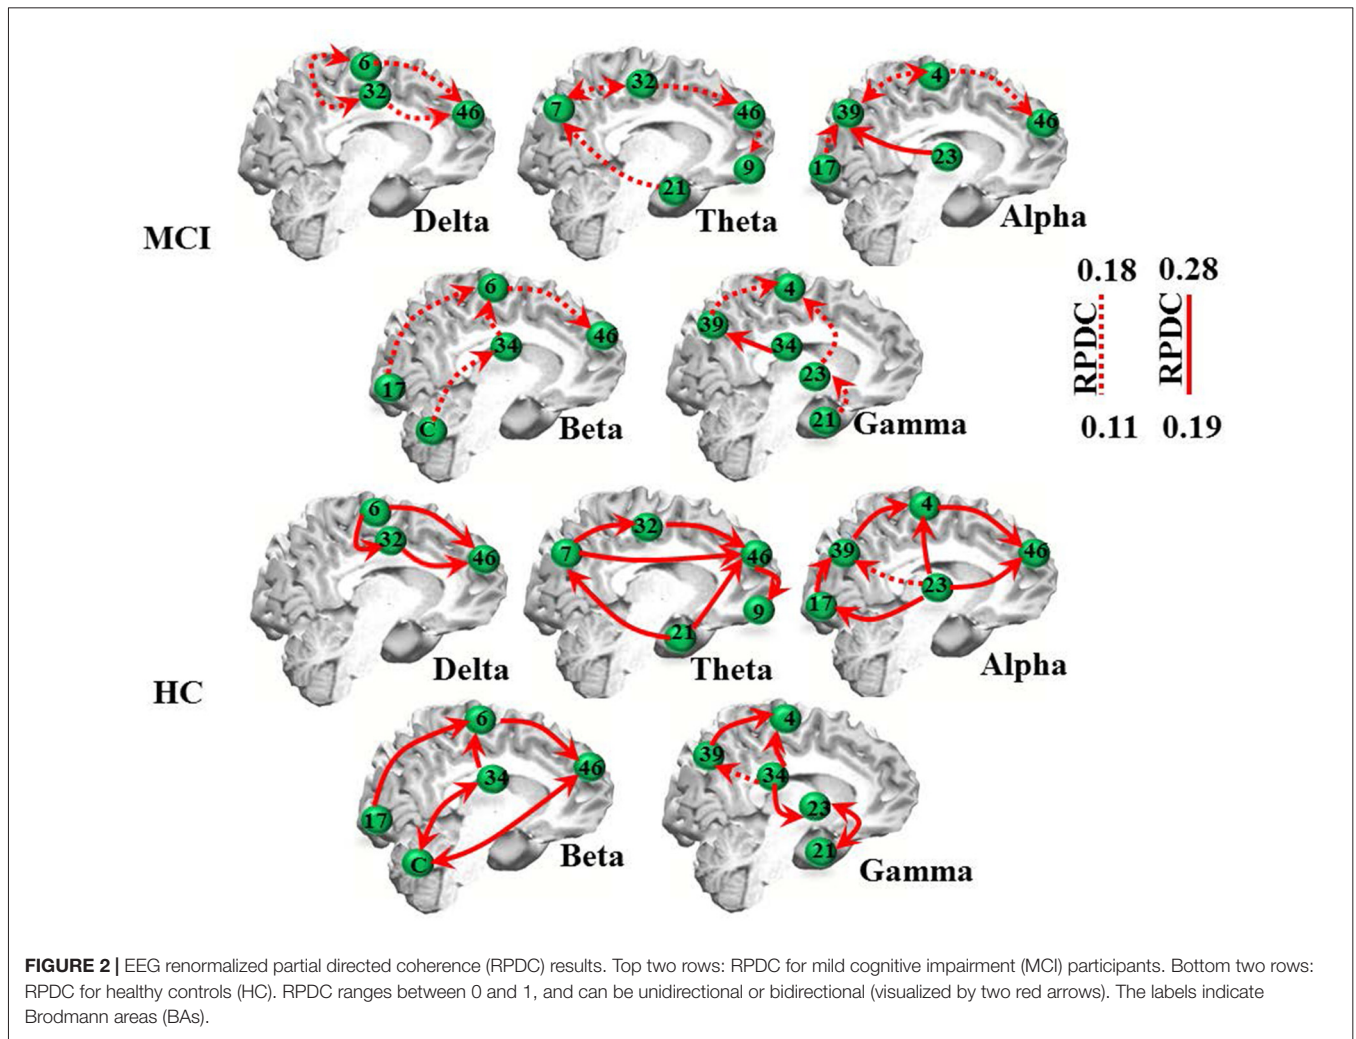 6
32
46
Delta
7
32
46
9
21
Theta
4
39
46
17
23
Alpha
MCI
6
46
34
17
C
Beta
4
39
34
23
21
Gamma
0.18 0.28
RPDC RPDC
0.11 0.19
6
32
46
Delta
7
32
46
9
21
Theta
4
39
46
23
17
Alpha
HC
6
46
34
17
C
Beta
4
39
34
23
21
Gamma
FIGURE 2 | EEG renormalized partial directed coherence (RPDC) results. Top two rows: RPDC for mild cognitive impairment (MCI) participants. Bottom two rows:
RPDC for healthy controls (HC). RPDC ranges between 0 and 1, and can be unidirectional or bidirectional (visualized by two red arrows). The labels indicate
Brodmann areas (BAs).